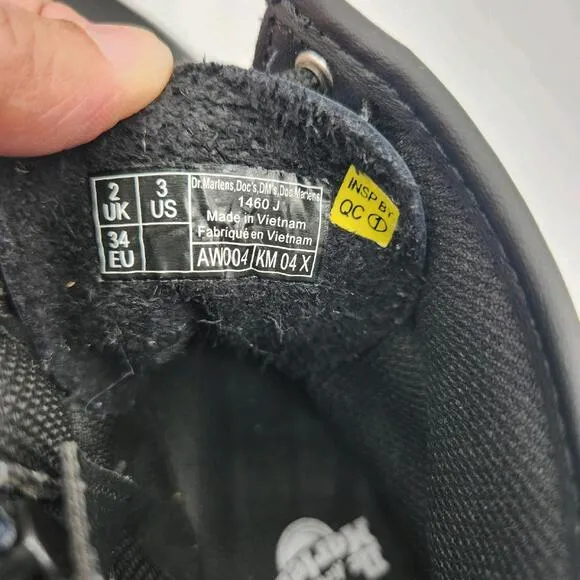 2
UK
3
US
34
EU
Dr.Martens,Doc's,DM's,Doc Martens
1460 J
Made in Vietnam
Fabriqué en Vietnam
AW004 KM 04 X
INSP BY
QC 1